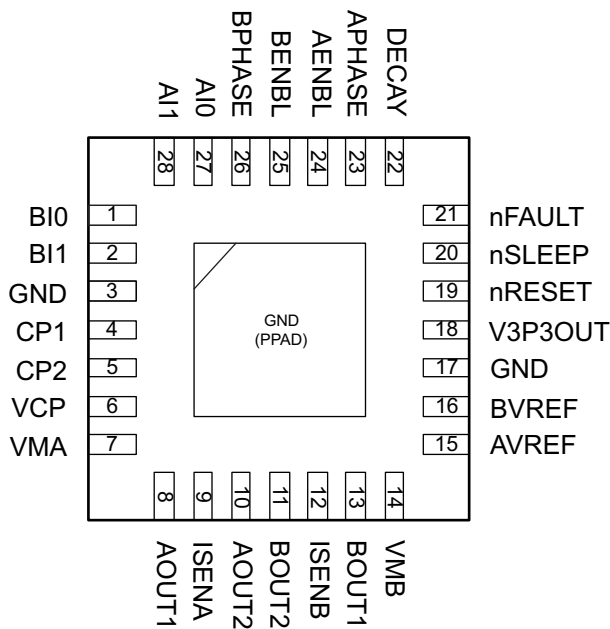 AI1
AI0
BPHASE
BENBL
AENBL
APHASE
DECAY
28
27
26
25
24
23
22
BI0 1
BI1 2
GND 3
CP1 4
CP2 5
VCP 6
VMA 7
GND
(PPAD)
21 nFAULT
20 nSLEEP
19 nRESET
18 V3P3OUT
17 GND
16 BVREF
15 AVREF
8
9
10
11
12
13
14
AOUT1
ISENA
AOUT2
BOUT2
ISENB
BOUT1
VMB